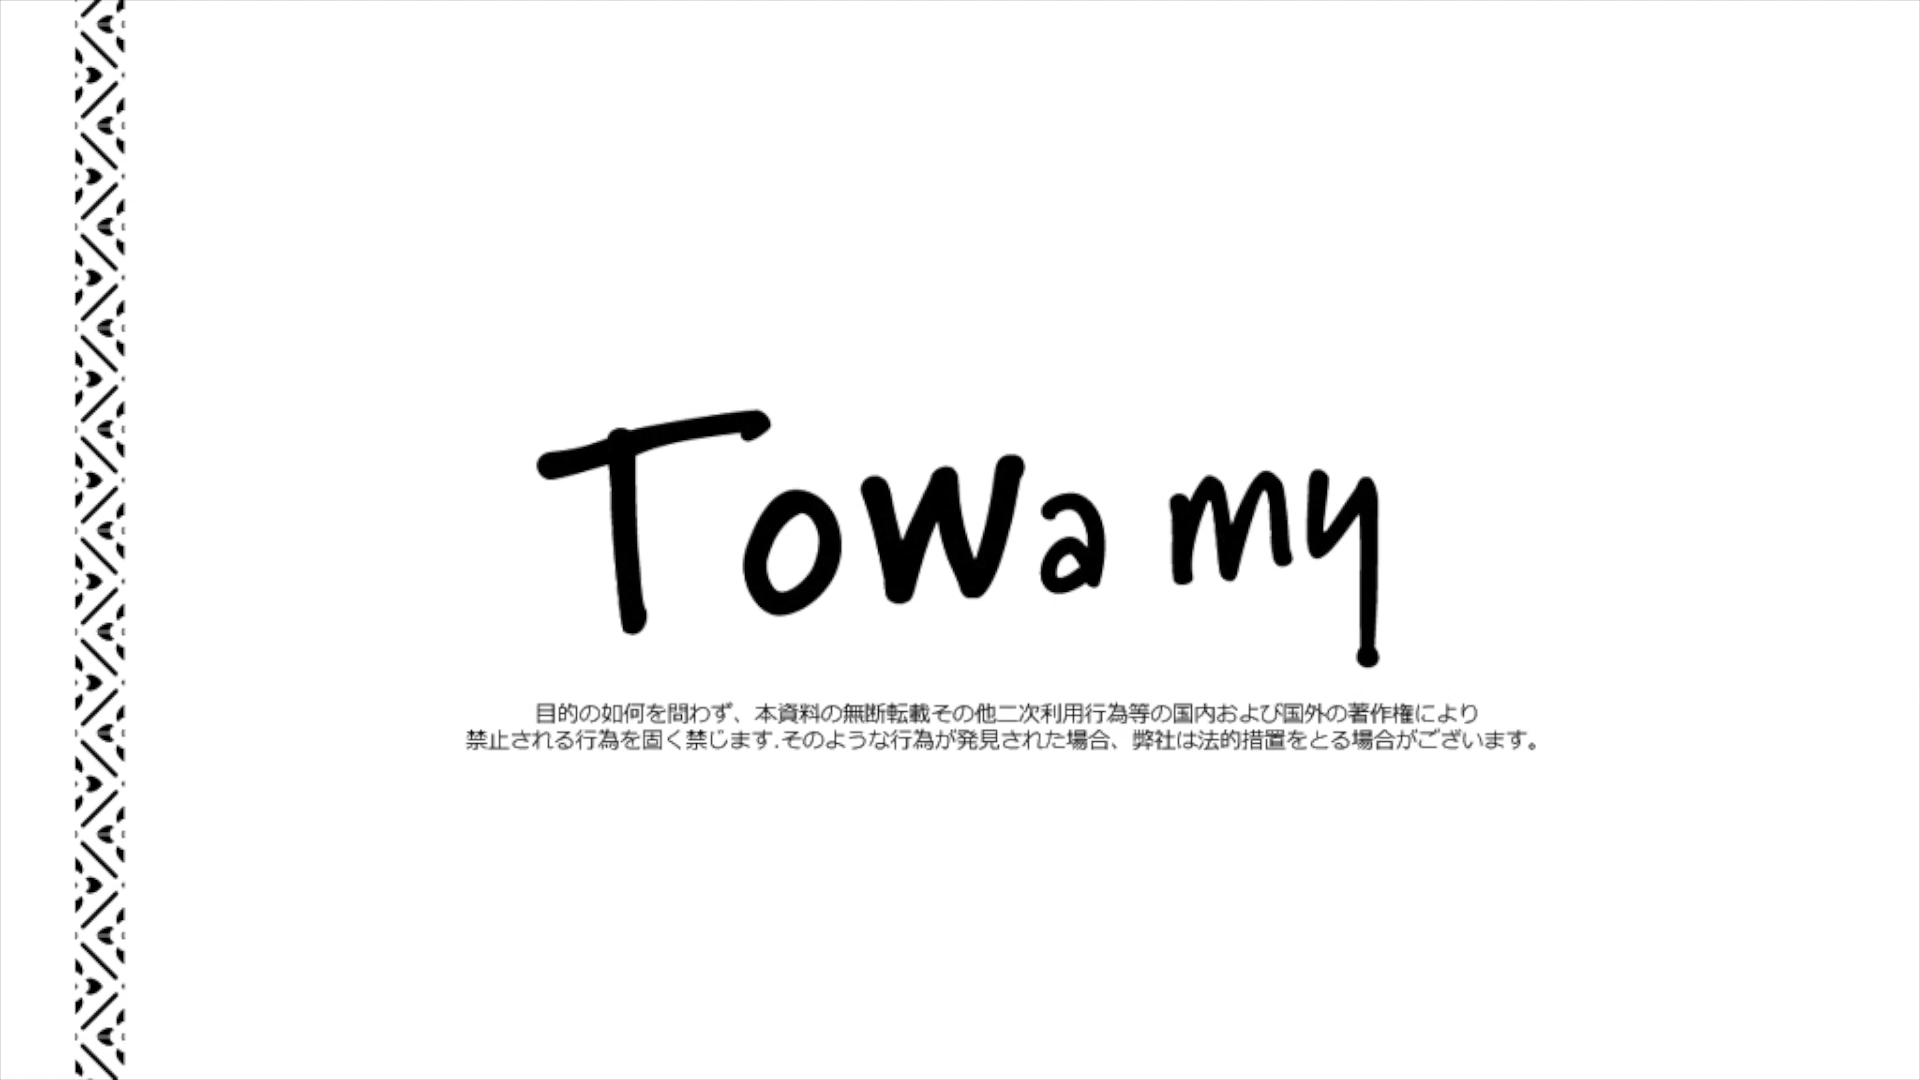 Towa my
目的の如何を問わず、本資料の無断転載その他二次利用行為等の国内および国外の著作権により
禁止される行為を固く禁じます.そのような行為が発見された場合、弊社は法的措置をとる場合がございます。